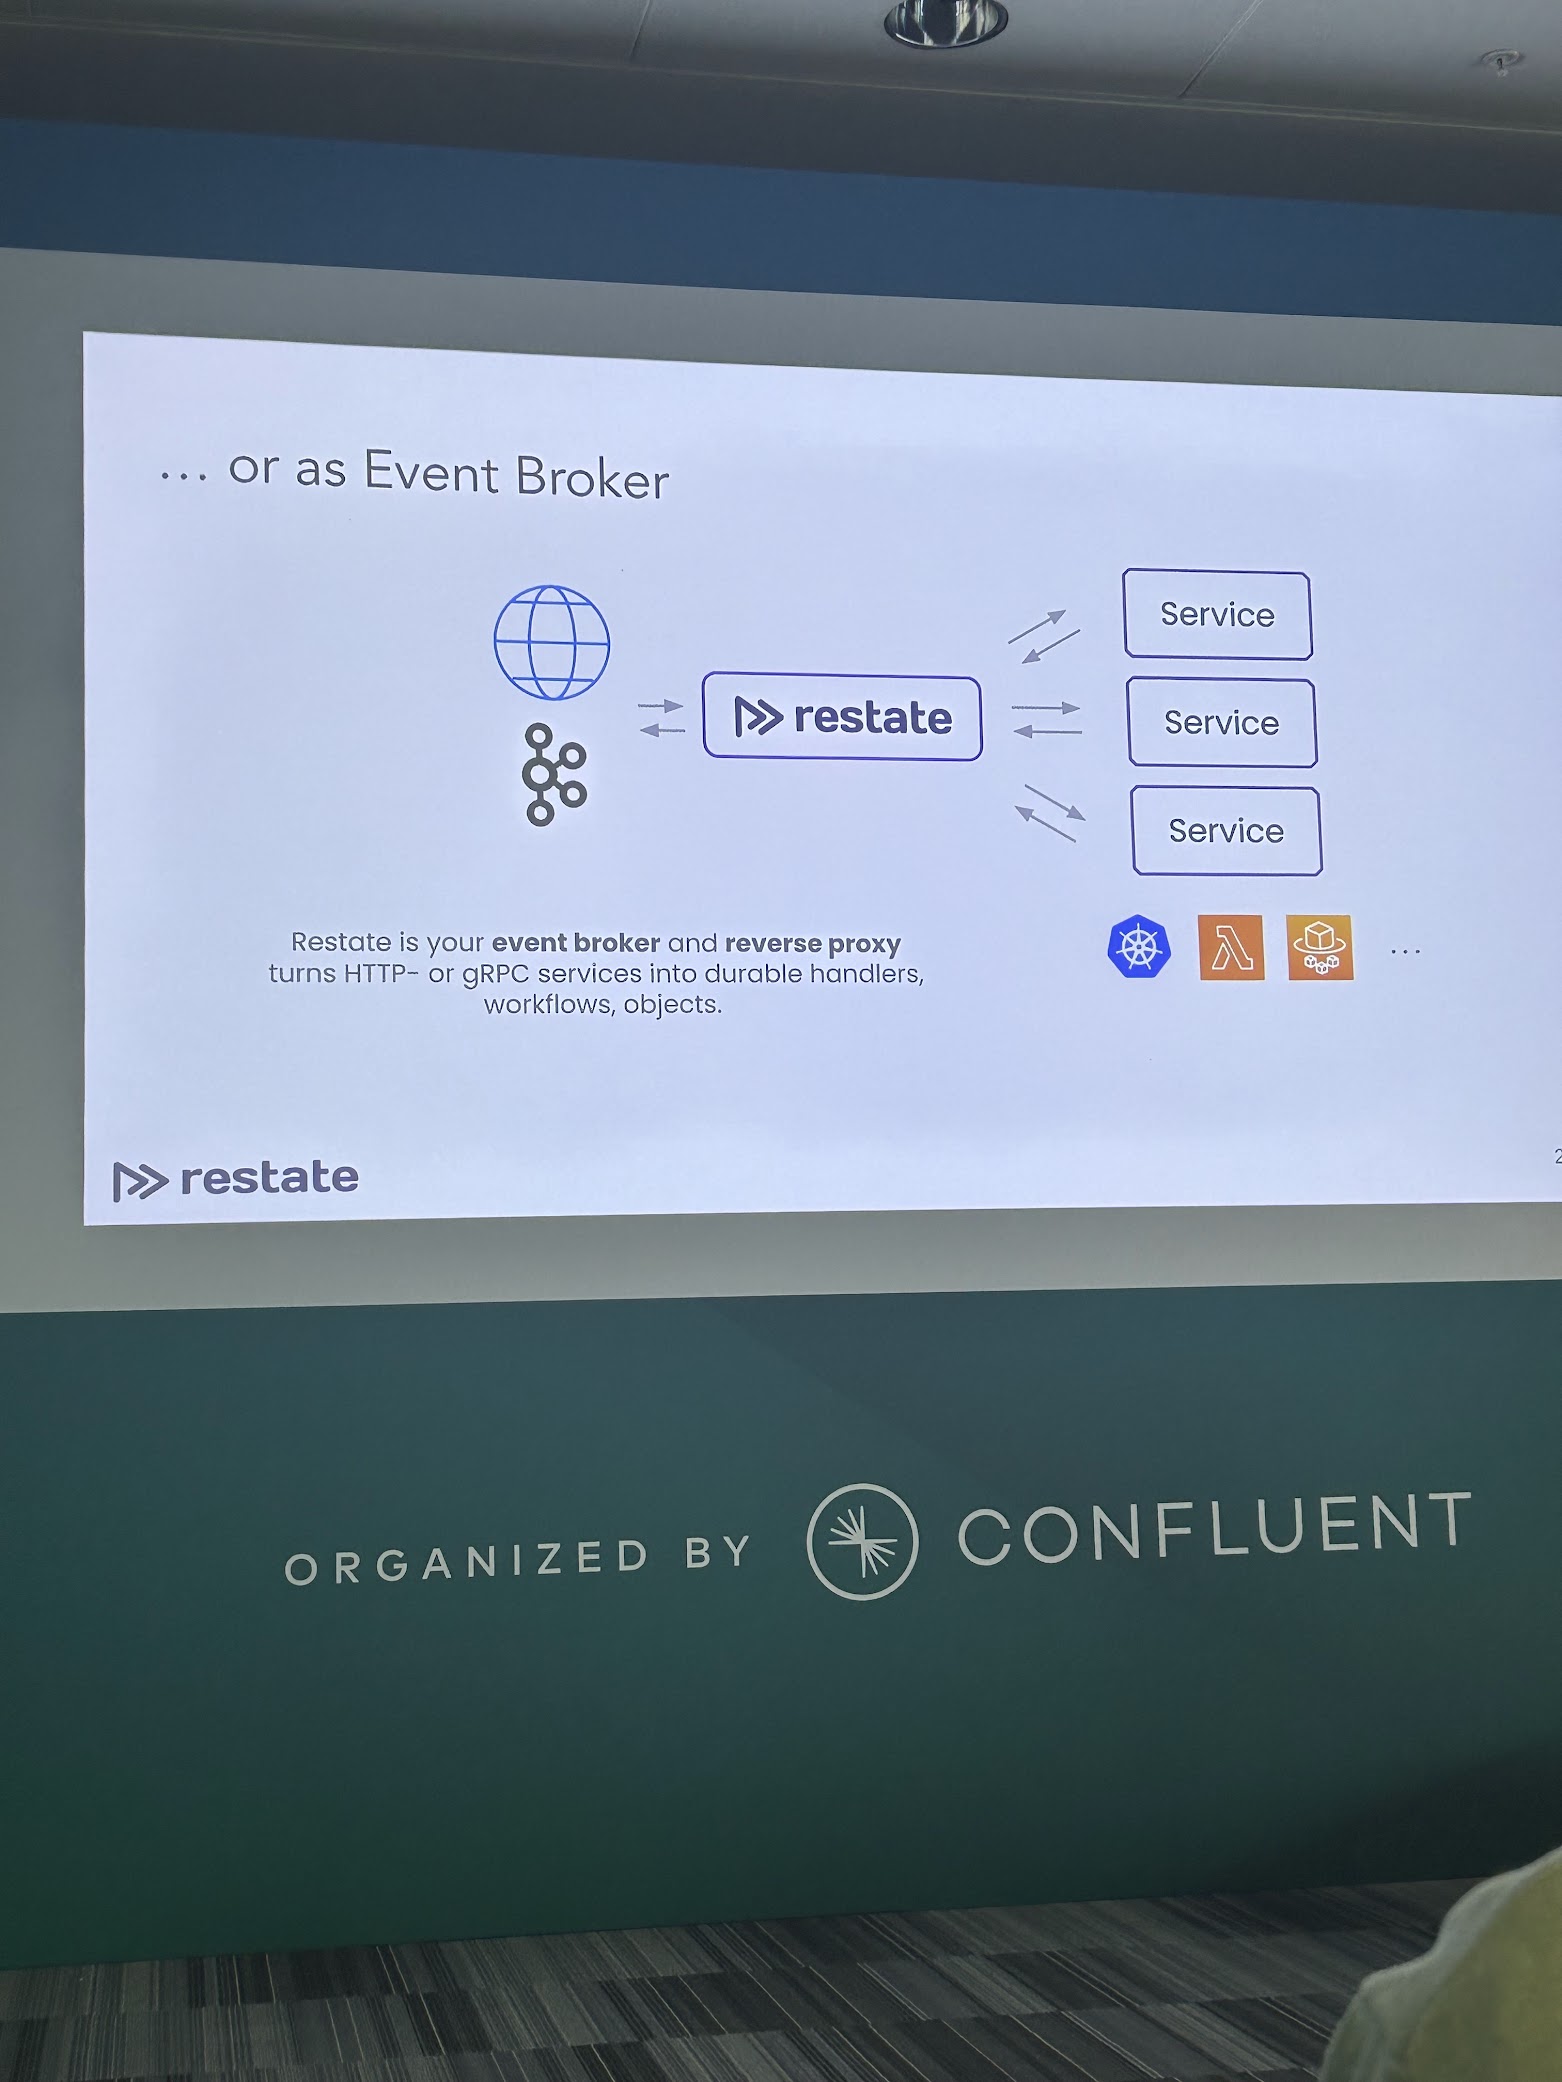 ... or as Event Broker
restate
Service
Service
Service
Restate is your event broker and reverse proxy
turns HTTP- or gRPC services into durable handlers,
workflows, objects.
...
restate
2
ORGANIZED BY CONFLUENT